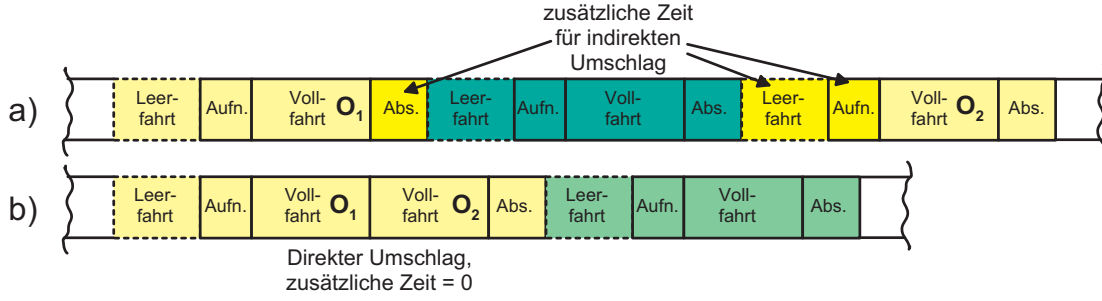 zusätzliche Zeit
für indirekten
Umschlag
a)
Leer-
fahrt
Aufn.
Voll-
fahrt O1
Abs.
Leer-
fahrt
Aufn.
Voll-
fahrt
Abs.
Leer-
fahrt
Aufn.
Voll-
fahrt O2
Abs.
b)
Leer-
fahrt
Aufn.
Voll-
fahrt O1
Voll-
fahrt O2
Abs.
Leer-
fahrt
Aufn.
Voll-
fahrt
Abs.
Direkter Umschlag,
zusätzliche Zeit = 0